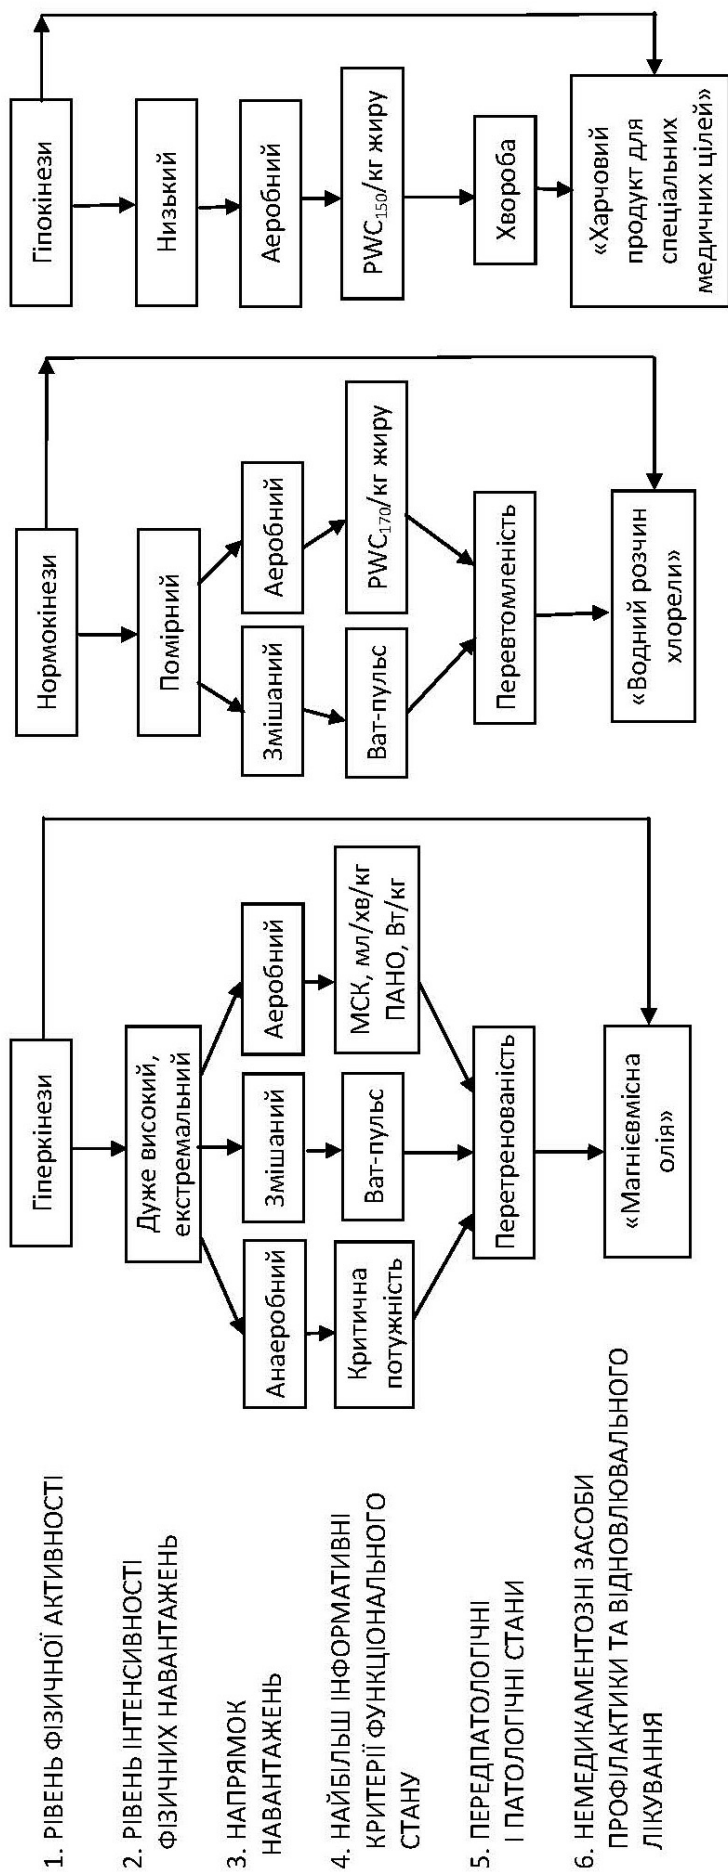 1. РІВЕНЬ ФІЗИЧНОЇ АКТИВНОСТІ
Гіперкінези
Нормокінези
Гіпокінези
2. РІВЕНЬ ІНТЕНСИВНОСТІ
ФІЗИЧНИХ НАВАНТАЖЕНЬ
Дуже високий,
екстремальний
Помірний
Низький
3. НАПРЯМОК
НАВАНТАЖЕНЬ
Анаеробний
Змішаний
Аеробний
Змішаний
Аеробний
Аеробний
4. НАЙБІЛЬШ ІНФОРМАТИВНІ
КРИТЕРІЇ ФУНКЦІОНАЛЬНОГО
СТАНУ
Критична
потужність
Ват-пульс
МСК, мл/хв/кг
ПАНО, Вт/кг
Ват-пульс
PWC₁₇₀/кг жиру
PWC₁₅₀/кг жиру
5. ПЕРЕДПАТОЛОГІЧНІ
І ПАТОЛОГІЧНІ СТАНИ
Перетренованість
Перевтомленість
Хвороба
6. НЕМЕДИКАМЕНТОЗНІ ЗАСОБИ
ПРОФІЛАКТИКИ ТА ВІДНОВЛЮВАЛЬНОГО
ЛІКУВАННЯ
«Магнієвмісна
олія»
«Водний розчин
хлорели»
«Харчовий
продукт для
спеціальних
медичних цілей»